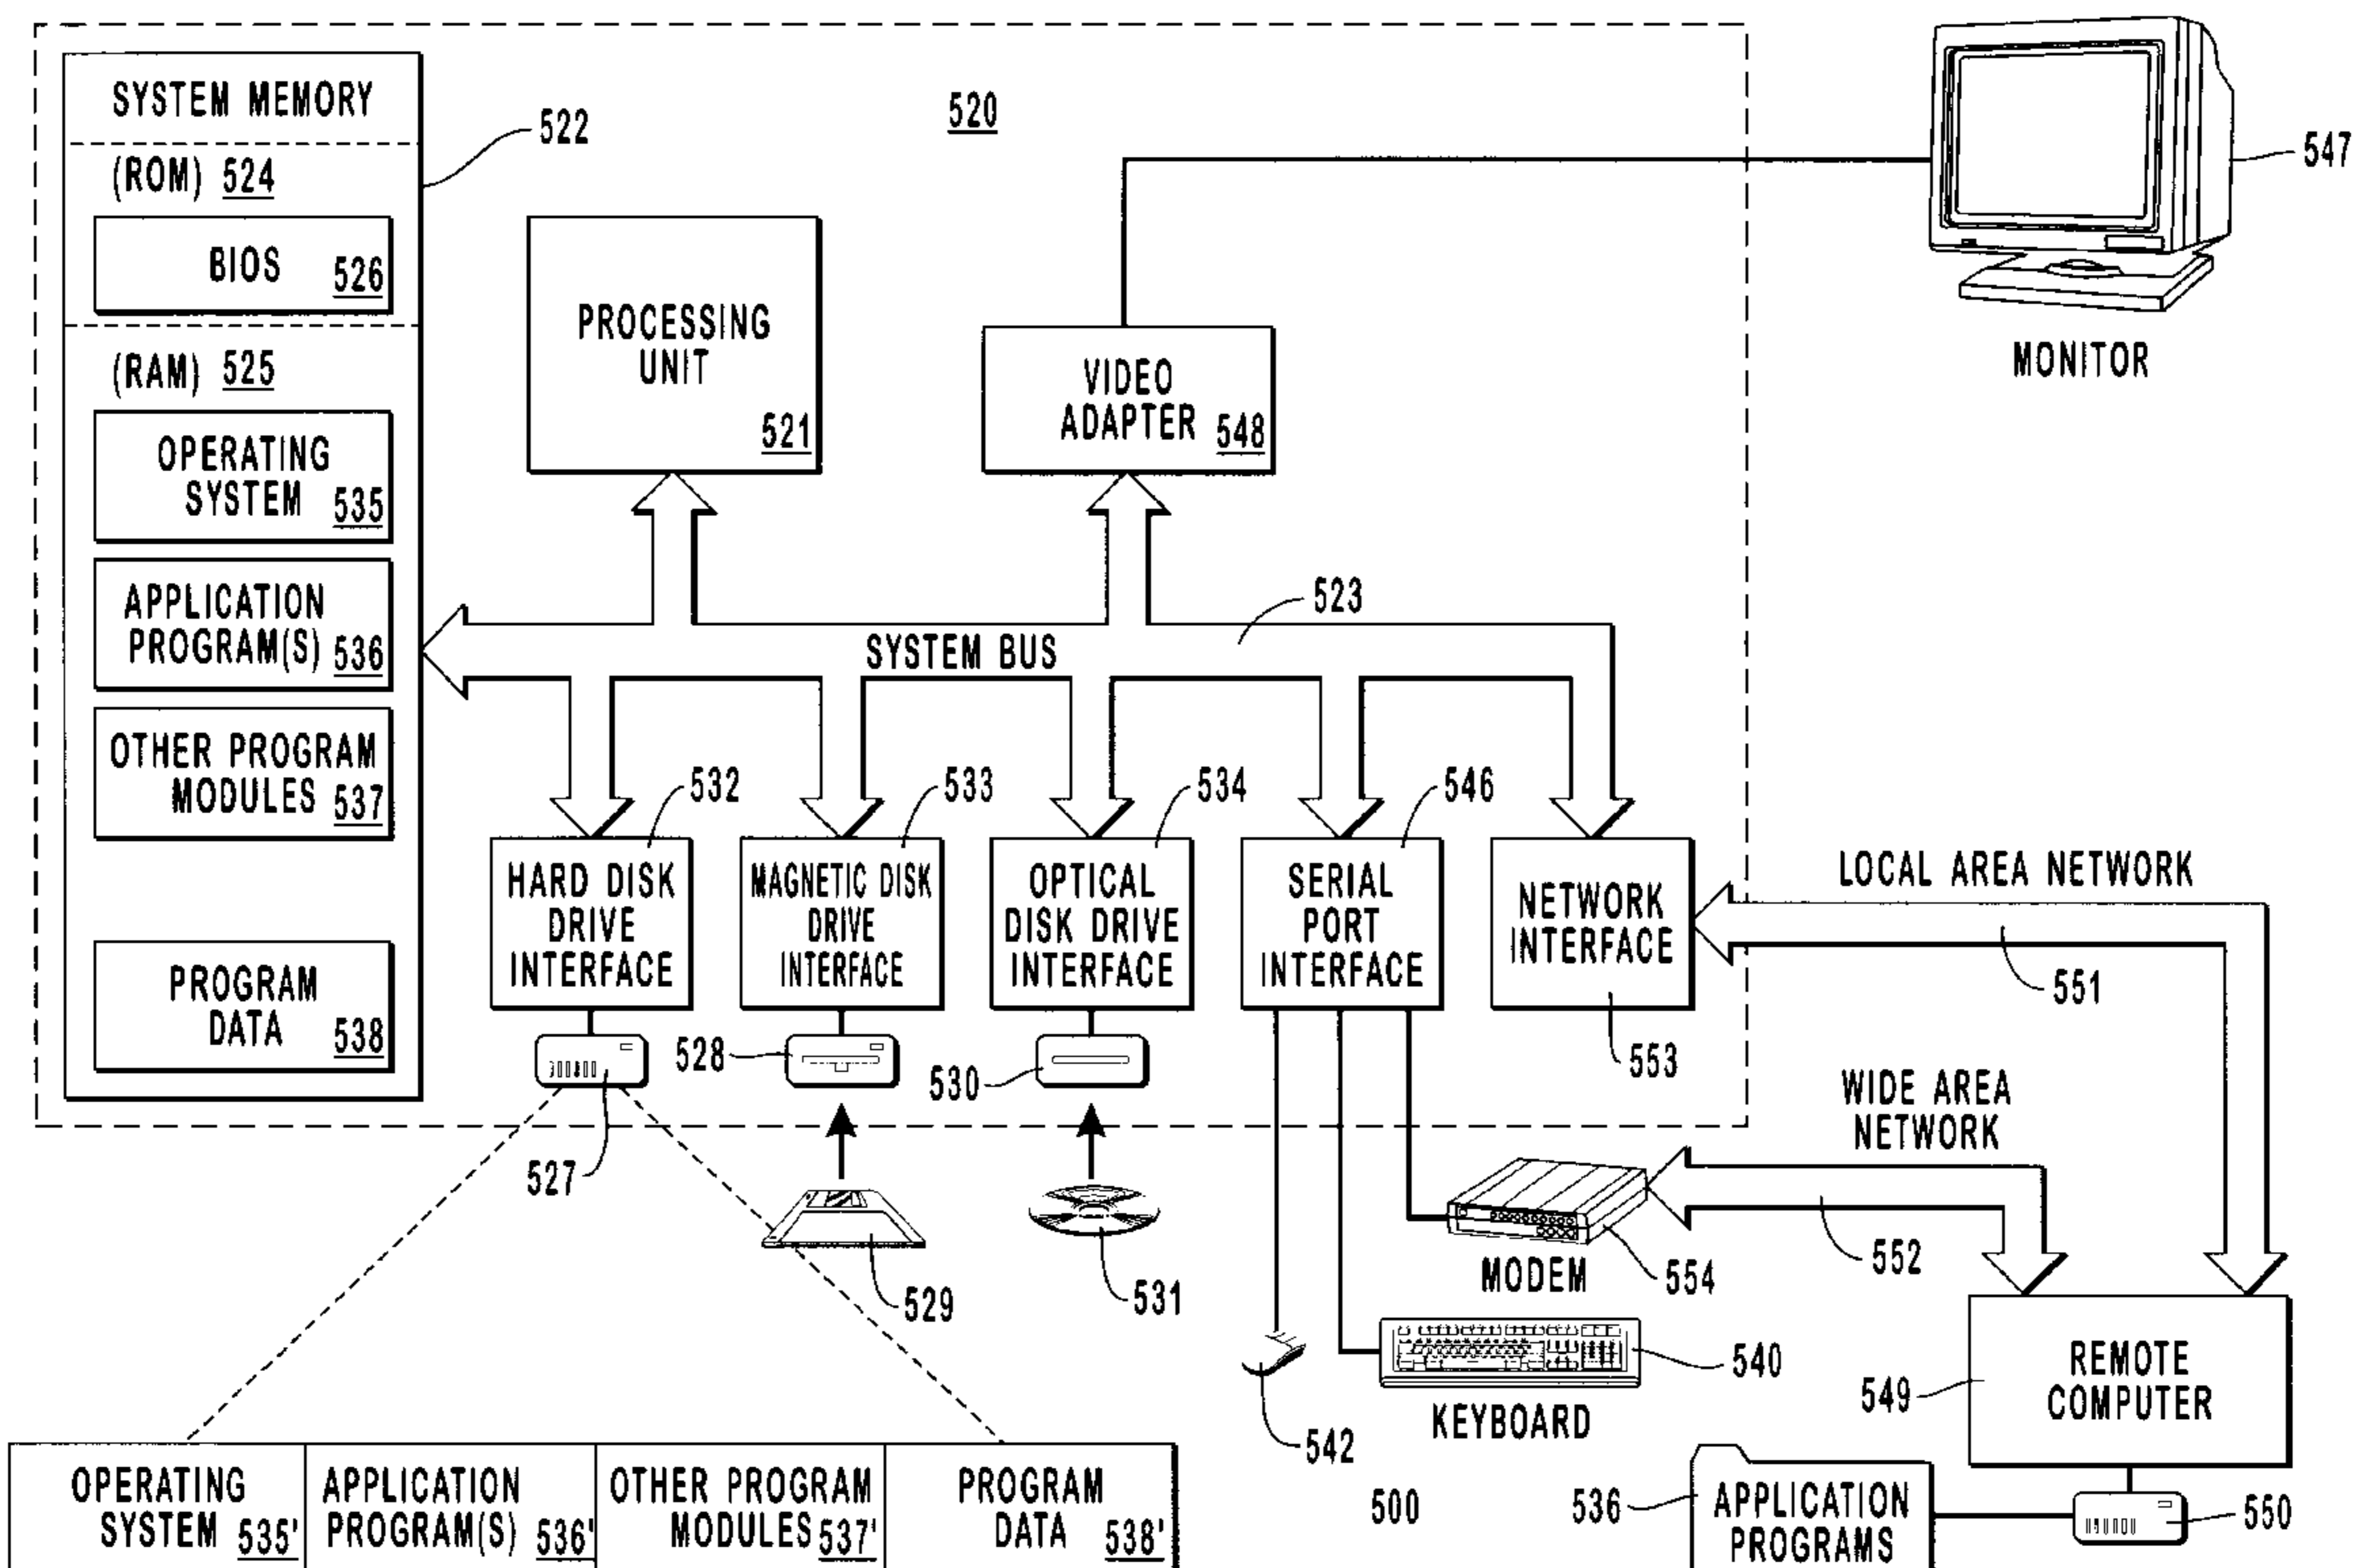 SYSTEM MEMORY
(ROM) 524
BIOS 526
(RAM) 525
OPERATING
SYSTEM 535
APPLICATION
PROGRAM(S) 536
OTHER PROGRAM
MODULES 537
PROGRAM
DATA 538
522
520
PROCESSING
UNIT
521
VIDEO
ADAPTER 548
547
MONITOR
523
SYSTEM BUS
532
533
534
546
HARD DISK
DRIVE
INTERFACE
MAGNETIC DISK
DRIVE
INTERFACE
OPTICAL
DISK DRIVE
INTERFACE
SERIAL
PORT
INTERFACE
NETWORK
INTERFACE
553
LOCAL AREA NETWORK
551
528
530
527
529
531
WIDE AREA
NETWORK
552
MODEM
554
540
KEYBOARD
542
549
REMOTE
COMPUTER
OPERATING
SYSTEM 535'
APPLICATION
PROGRAM(S) 536'
OTHER PROGRAM
MODULES 537'
PROGRAM
DATA 538'
500
536
APPLICATION
PROGRAMS
550